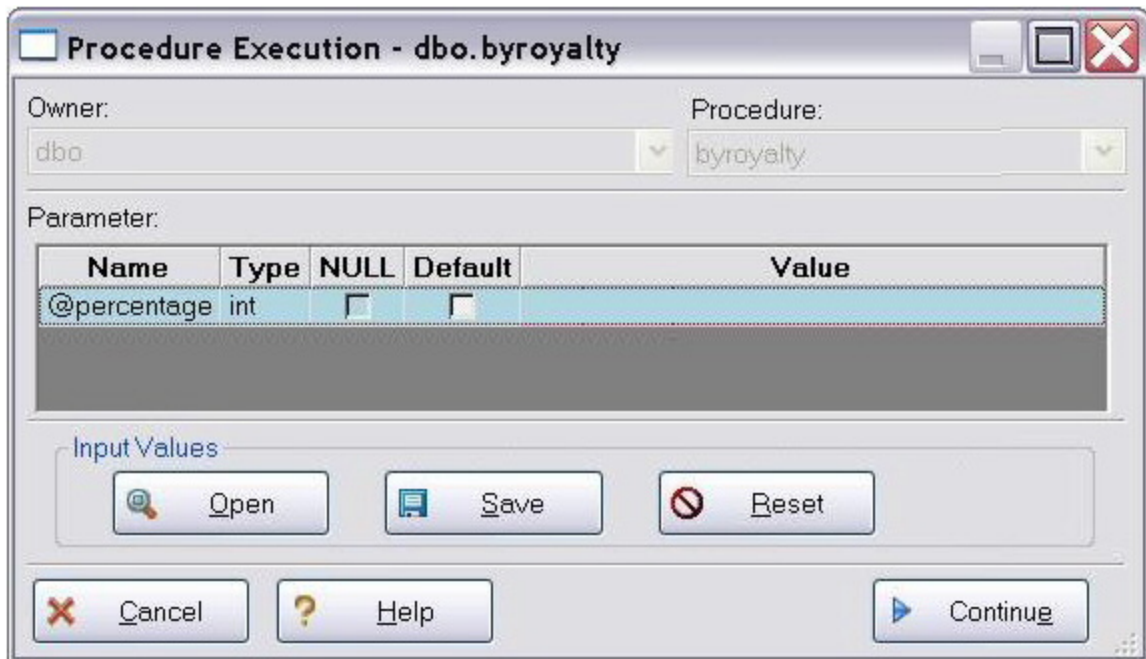 Procedure Execution - dbo.byroyalty
Owner: Procedure:
dbo byroyalty
Parameter:
Name Type NULL Default Value
@percentage int
Input Values
Open Save Reset
Cancel Help Continue